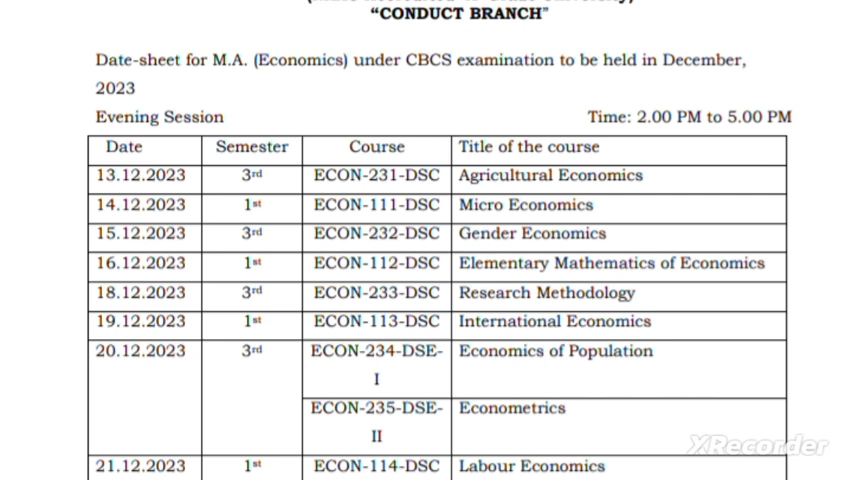 "CONDUCT BRANCH"
Date-sheet for M.A. (Economics) under CBCS examination to be held in December,
2023
Evening Session Time: 2.00 PM to 5.00 PM
Date Semester Course Title of the course
13.12.2023 3rd ECON-231-DSC Agricultural Economics
14.12.2023 1st ECON-111-DSC Micro Economics
15.12.2023 3rd ECON-232-DSC Gender Economics
16.12.2023 1st ECON-112-DSC Elementary Mathematics of Economics
18.12.2023 3rd ECON-233-DSC Research Methodology
19.12.2023 1st ECON-113-DSC International Economics
20.12.2023 3rd ECON-234-DSE- Economics of Population
I
ECON-235-DSE- Econometrics
II
XRecorder
21.12.2023 1st ECON-114-DSC Labour Economics